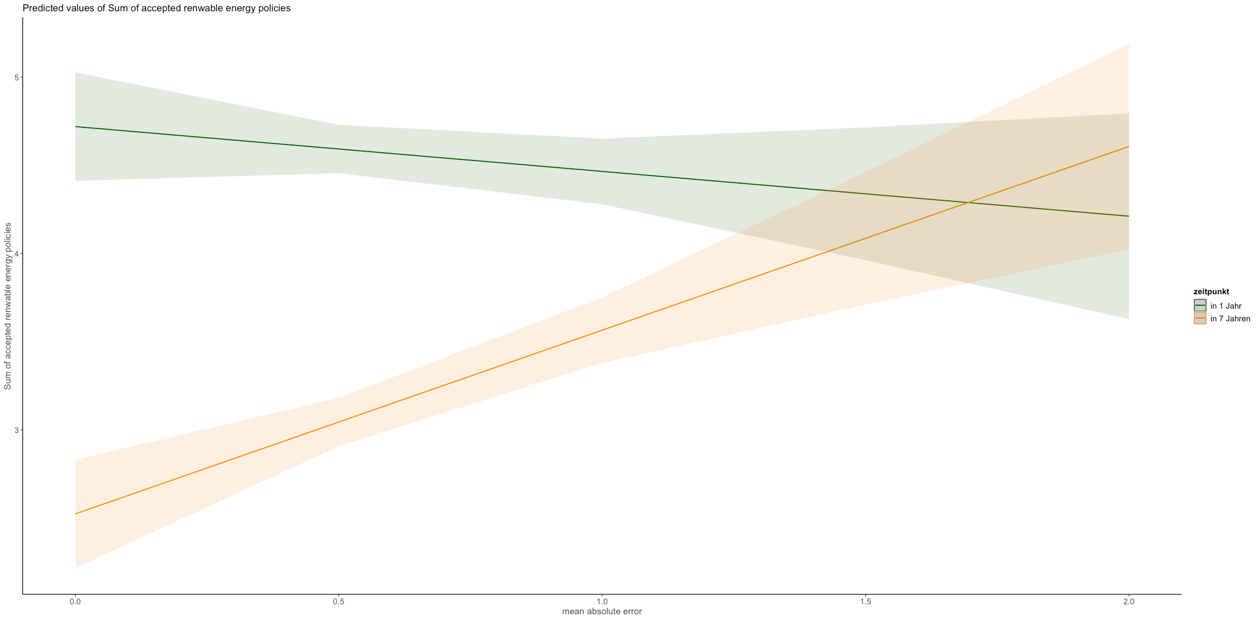 Predicted values of Sum of accepted renwable energy policies
Sum of accepted renwable energy policies
5
4
3
0.0 0.5 1.0 1.5 2.0
mean absolute error
zeitpunkt
in 1 Jahr
in 7 Jahren